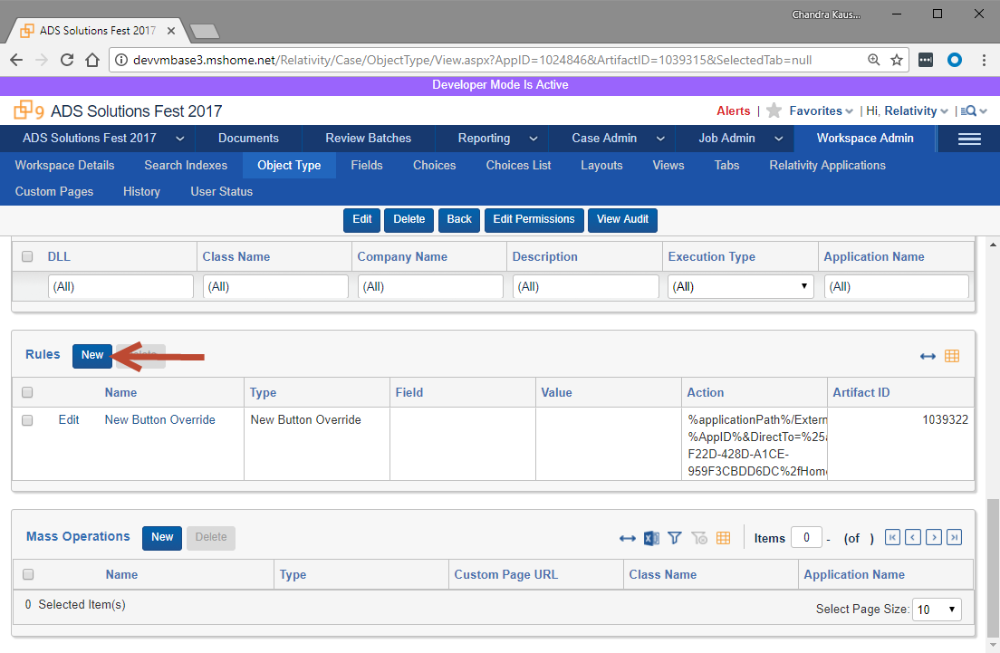 Chandra Kaus...
ADS Solutions Fest 2017
devvmbase3.mshome.net/Relativity/Case/ObjectType/View.aspx?AppID=1024846&ArtifactID=1039315&SelectedTab=null
Developer Mode Is Active
9 ADS Solutions Fest 2017 Alerts | Favorites | Hi, Relativity |
ADS Solutions Fest 2017 Documents Review Batches Reporting Case Admin Job Admin Workspace Admin
Workspace Details Search Indexes Object Type Fields Choices Choices List Layouts Views Tabs Relativity Applications
Custom Pages History User Status
Edit Delete Back Edit Permissions View Audit
DLL Class Name Company Name Description Execution Type Application Name
(All) (All) (All) (All) (All) (All)
Rules New
Name Type Field Value Action Artifact ID
Edit New Button Override New Button Override %applicationPath%/Extern 1039322
%AppID%&DirectTo=%25a
F22D-428D-A1CE-
959F3CBDD6DC%2fHome
Mass Operations New Delete Items 0 - (of )
Name Type Custom Page URL Class Name Application Name
0 Selected Item(s)
Select Page Size: 10